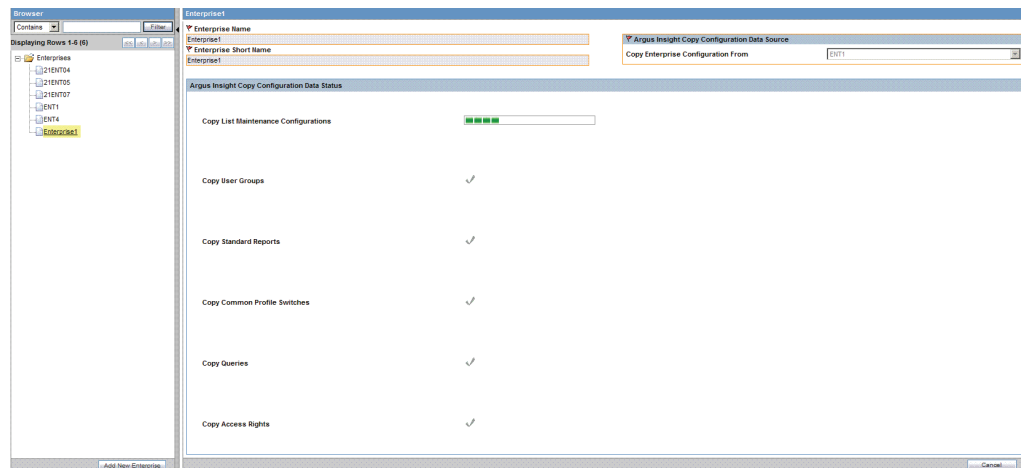 Browser
Contains
Filter
Displaying Rows 1-6 (6)
Enterprises
21ENT04
21ENT05
21ENT07
ENT1
ENT4
Enterprise1
Add New Enterprise
Enterprise1
Enterprise Name
Enterprise1
Enterprise Short Name
Enterprise1
Argus Insight Copy Configuration Data Source
Copy Enterprise Configuration From
ENT1
Argus Insight Copy Configuration Data Status
Copy List Maintenance Configurations
Copy User Groups
Copy Standard Reports
Copy Common Profile Switches
Copy Queries
Copy Access Rights
Cancel